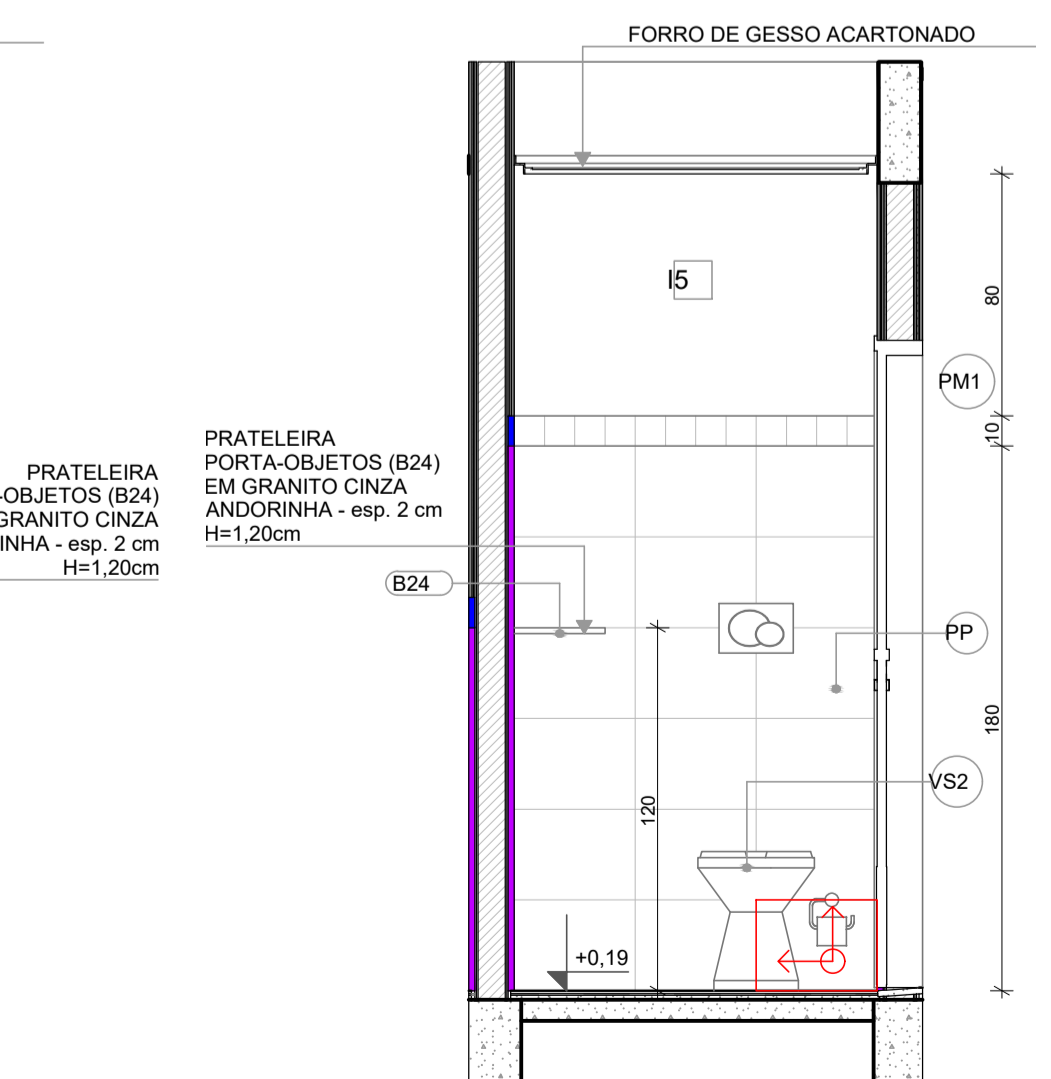 FORRO DE GESSO ACARTONADO
I5
80
PM1
10
PRATELEIRA
PORTA-OBJETOS (B24)
EM GRANITO CINZA
ANDORINHA - esp. 2 cm
H=1,20cm
PRATELEIRA
-OBJETOS (B24)
GRANITO CINZA
INHA - esp. 2 cm
H=1,20cm
B24
PP
180
VS2
120
+0,19